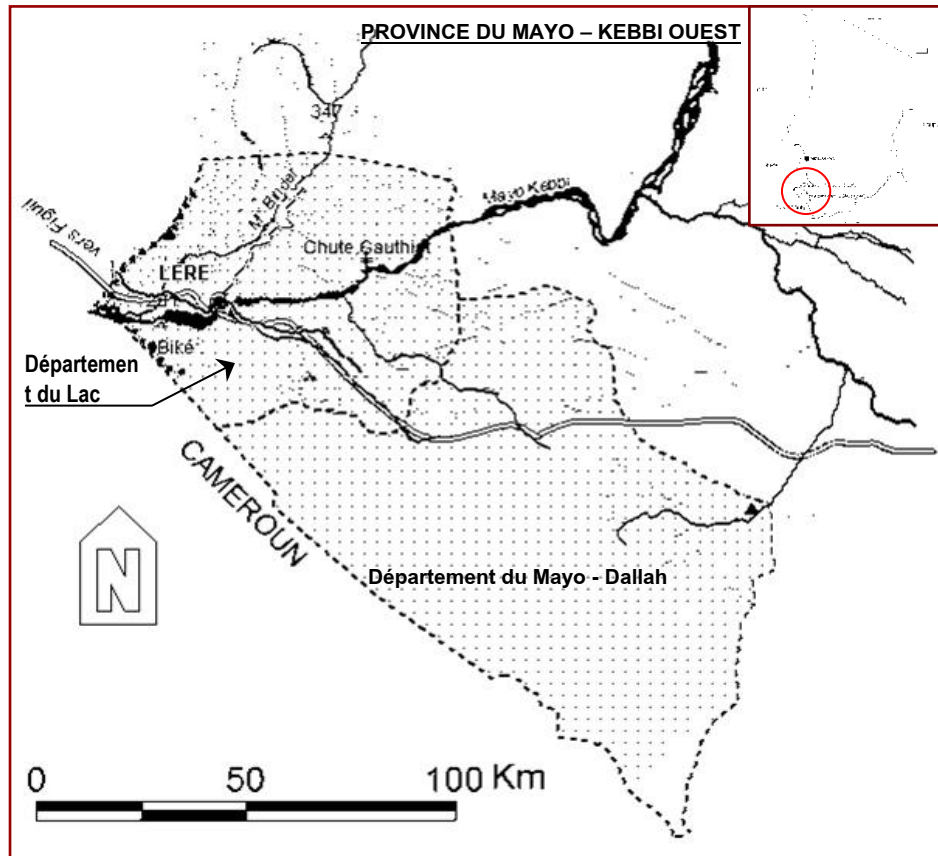 PROVINCE DU MAYO – KEBBI OUEST
347
Mayo Kebbi
M' Binder
vers Figuil
Chute Gauthiot
LERE
Biké
Départemen
t du Lac
CAMEROUN
N
Département du Mayo - Dallah
0 50 100 Km